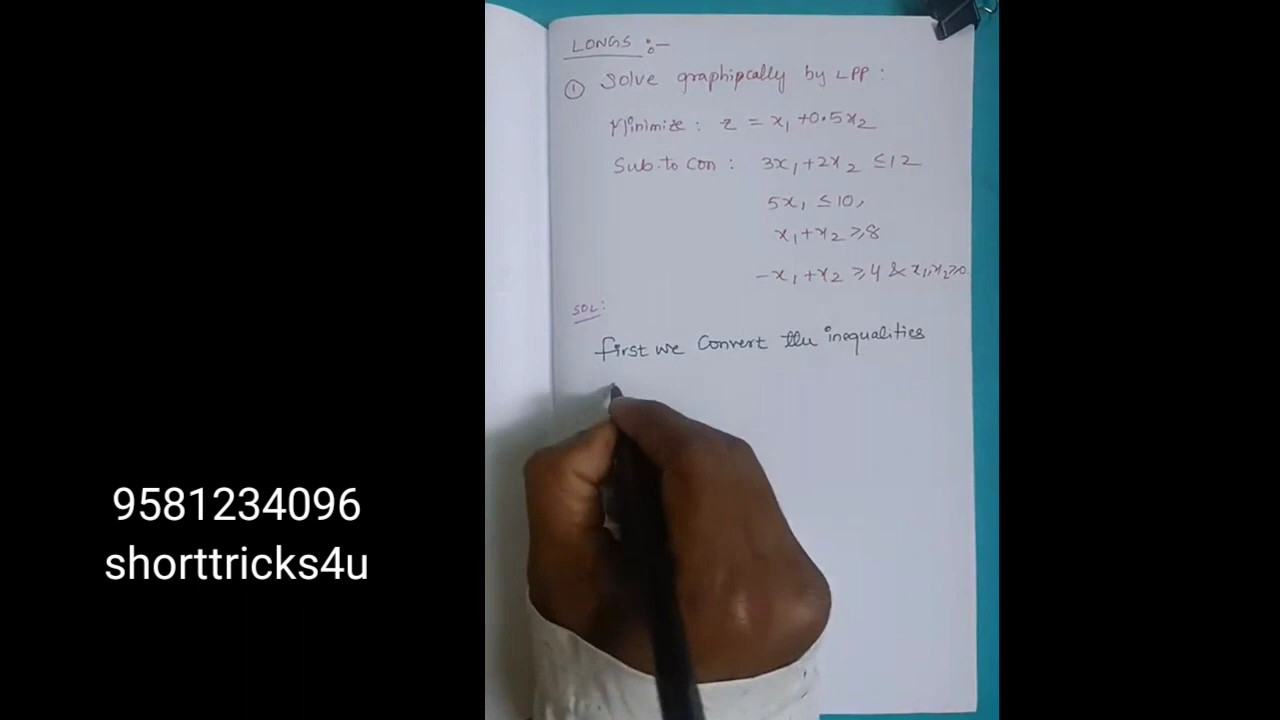 LONGS :-
① Solve graphipcally by LPP :
Minimize : z = x₁ +0.5x₂
Sub.to Con : 3x₁+2x₂ ≤12
5x₁ ≤10,
x₁+x₂ ≥8
-x₁+x₂ ≥4 & x₁,x₂≥0
SOL:
first we Convert the inequalities
9581234096
shorttricks4u